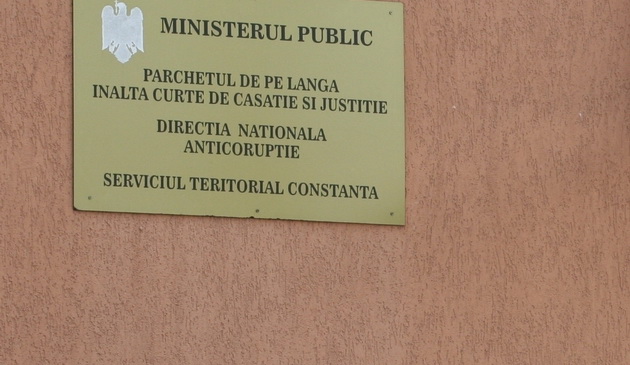 MINISTERUL PUBLIC
PARCHETUL DE PE LANGA
INALTA CURTE DE CASATIE SI JUSTITIE
DIRECTIA NATIONALA
ANTICORUPTIE
SERVICIUL TERITORIAL CONSTANTA